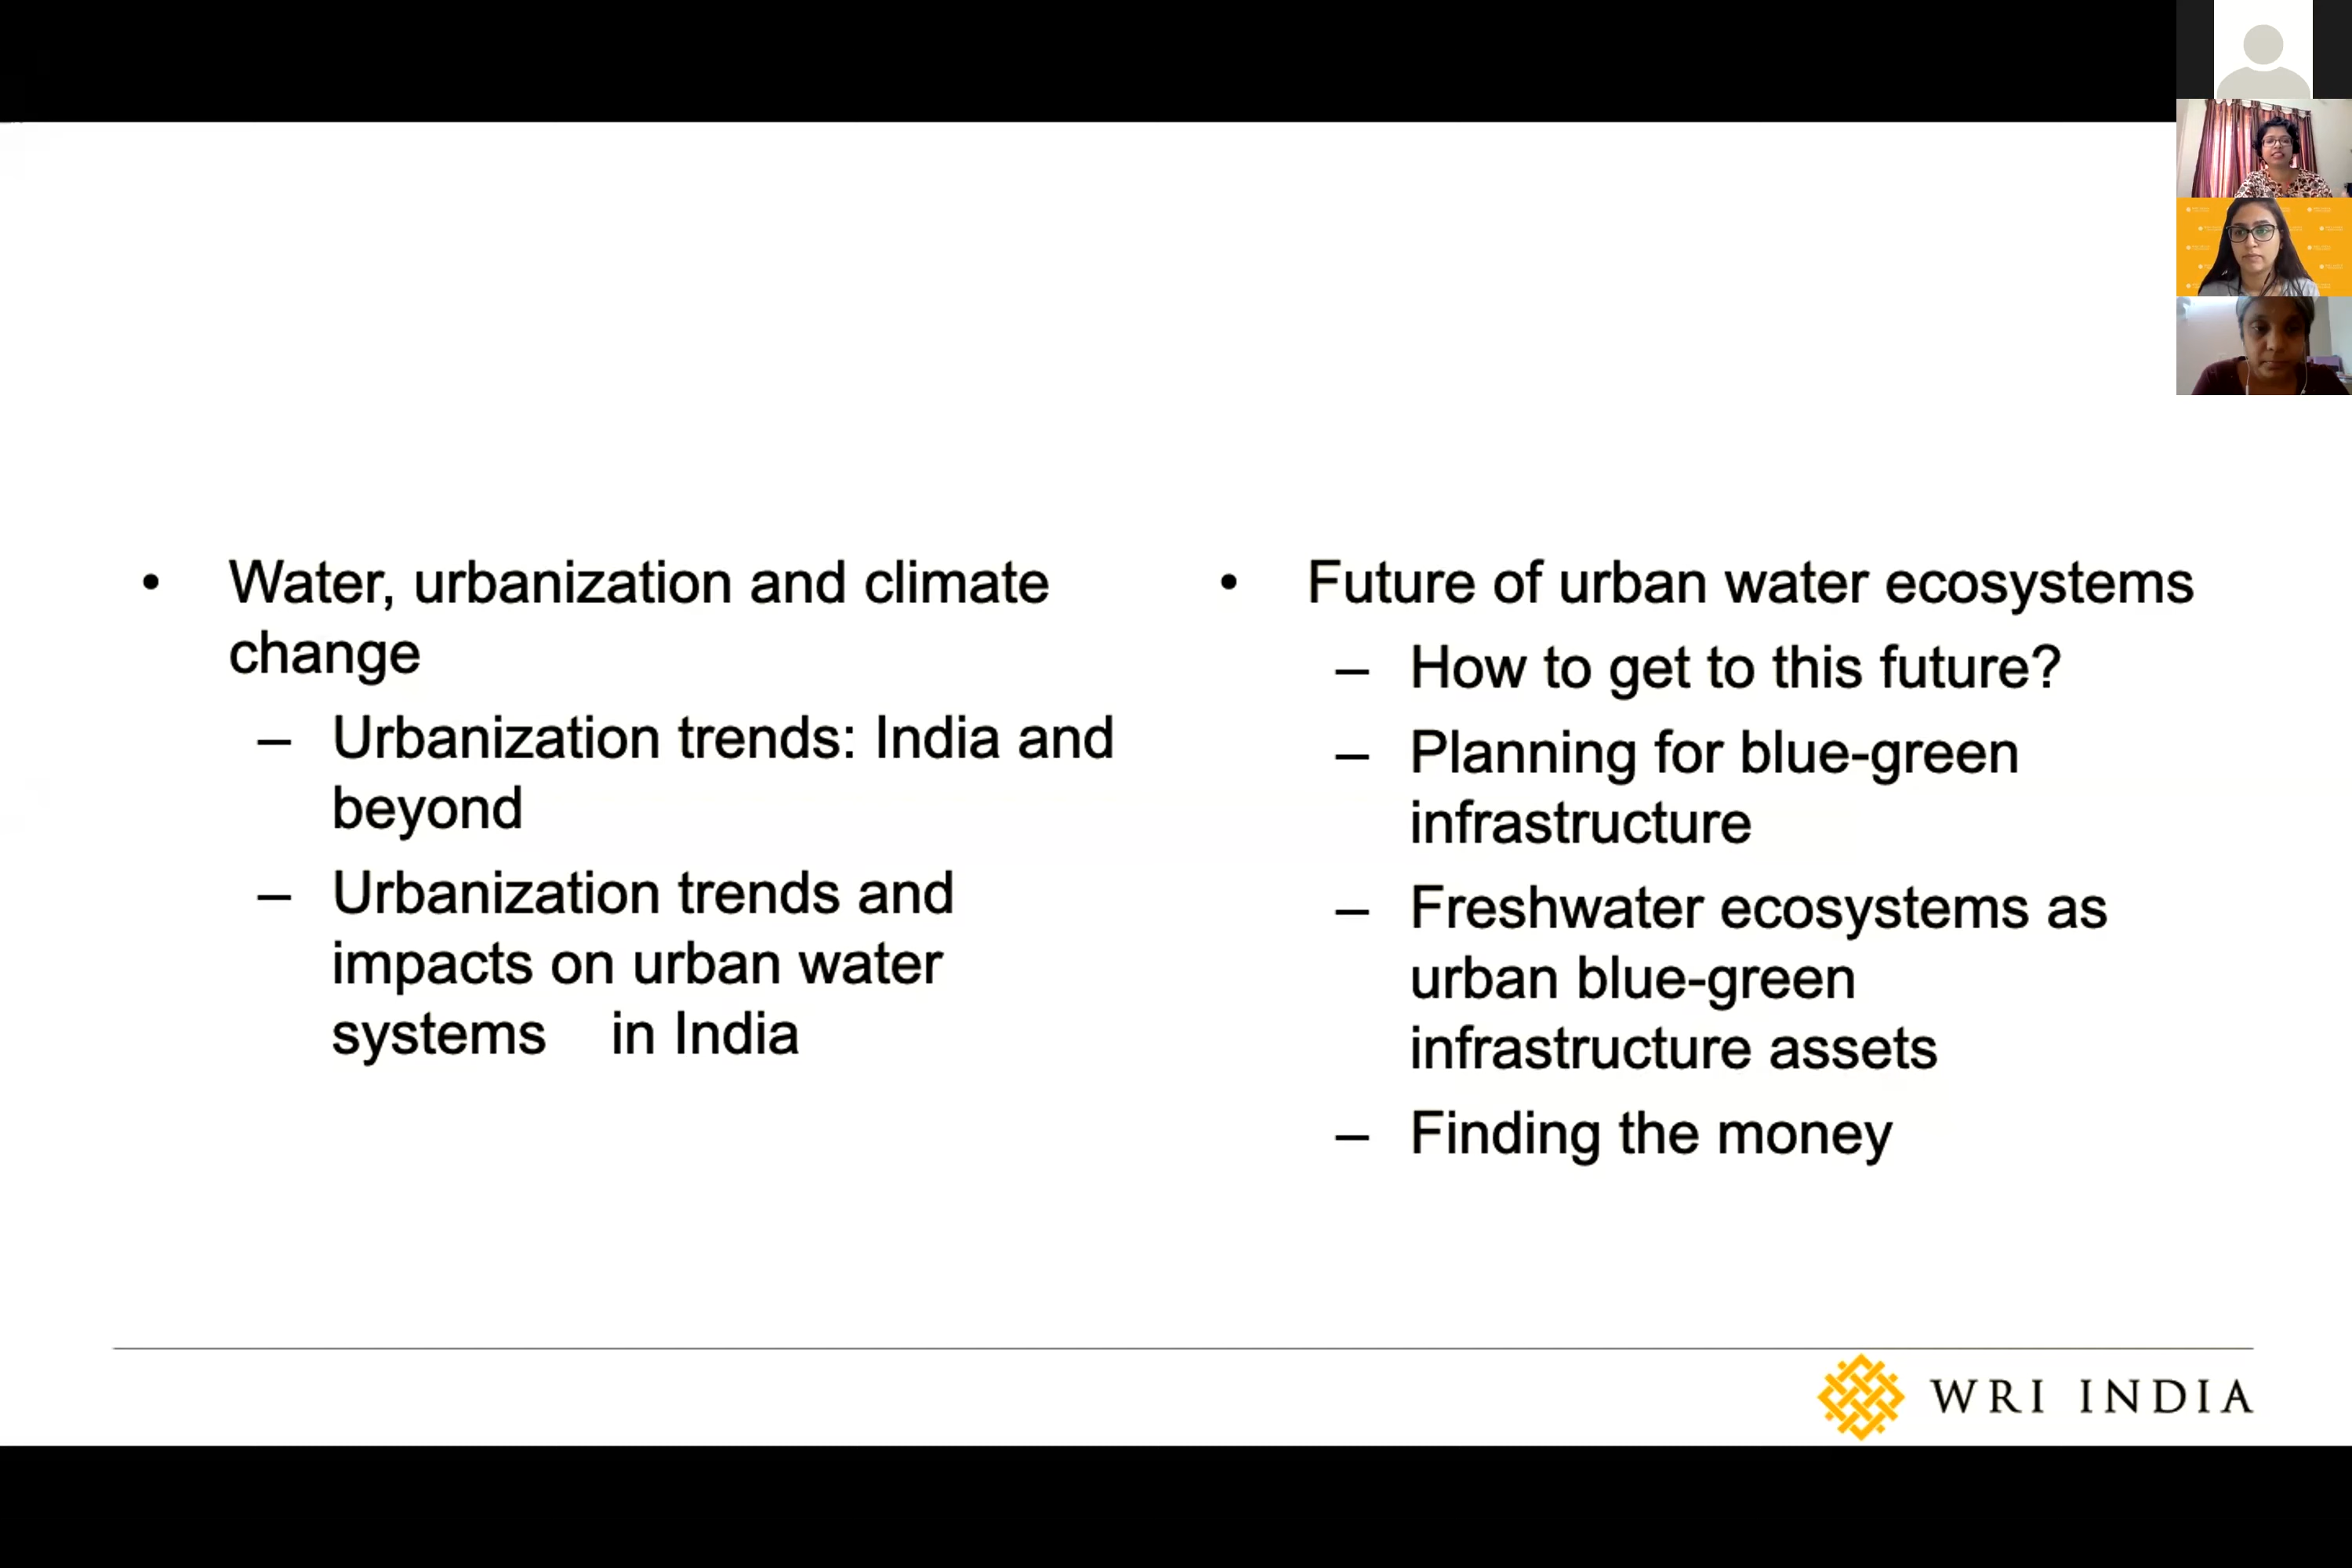 • Water, urbanization and climate
change
– Urbanization trends: India and
beyond
– Urbanization trends and
impacts on urban water
systems in India
• Future of urban water ecosystems
– How to get to this future?
– Planning for blue-green
infrastructure
– Freshwater ecosystems as
urban blue-green
infrastructure assets
– Finding the money
WRI INDIA